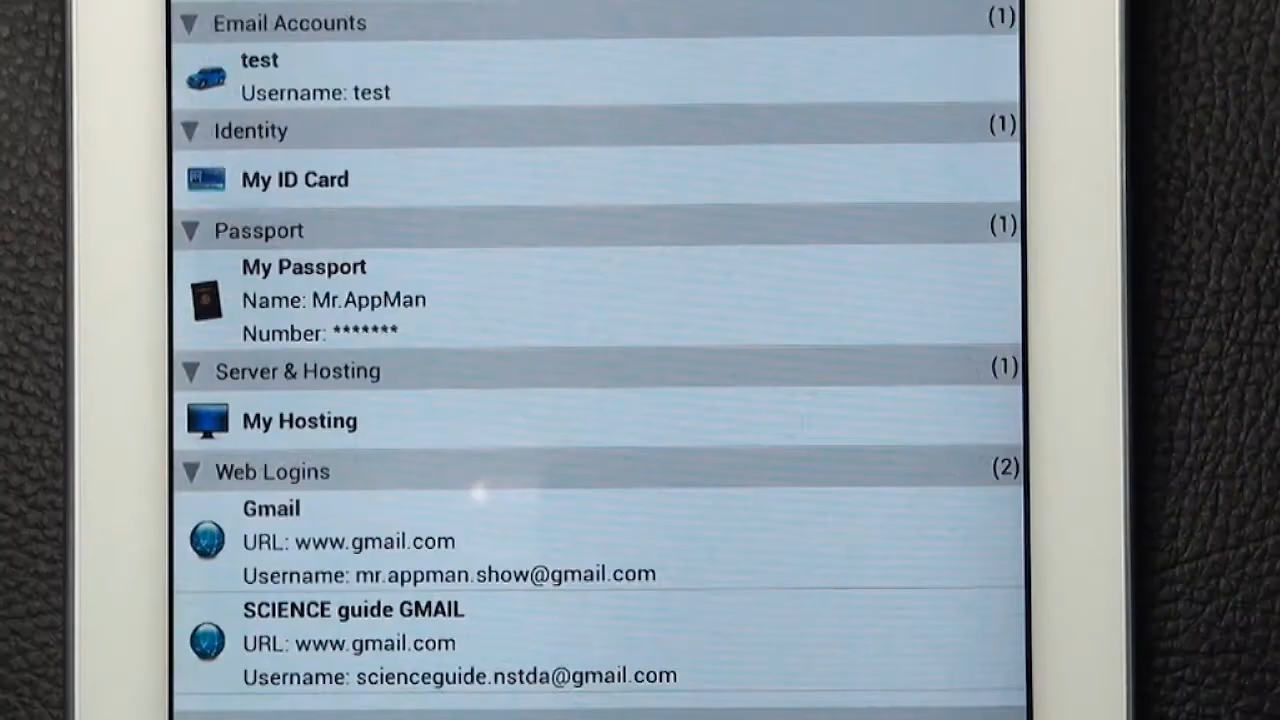 Email Accounts (1)
test
Username: test
Identity (1)
My ID Card
Passport (1)
My Passport
Name: Mr.AppMan
Number: *******
Server & Hosting (1)
My Hosting
Web Logins (2)
Gmail
URL: www.gmail.com
Username: mr.appman.show@gmail.com
SCIENCE guide GMAIL
URL: www.gmail.com
Username: scienceguide.nstda@gmail.com